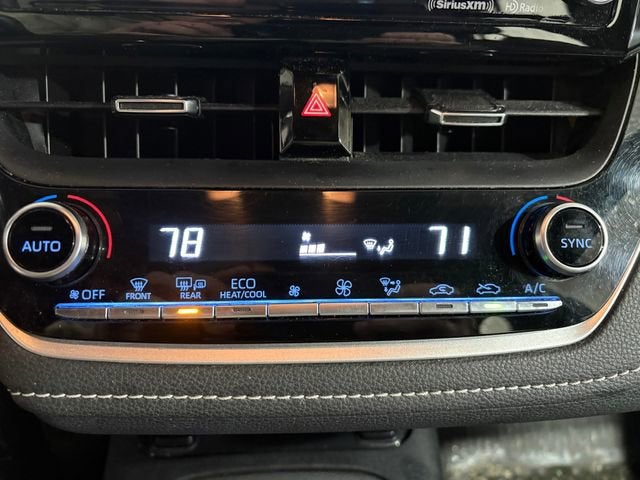 SiriusXM HD Radio
78 71
AUTO SYNC
OFF FRONT REAR ECO HEAT/COOL A/C